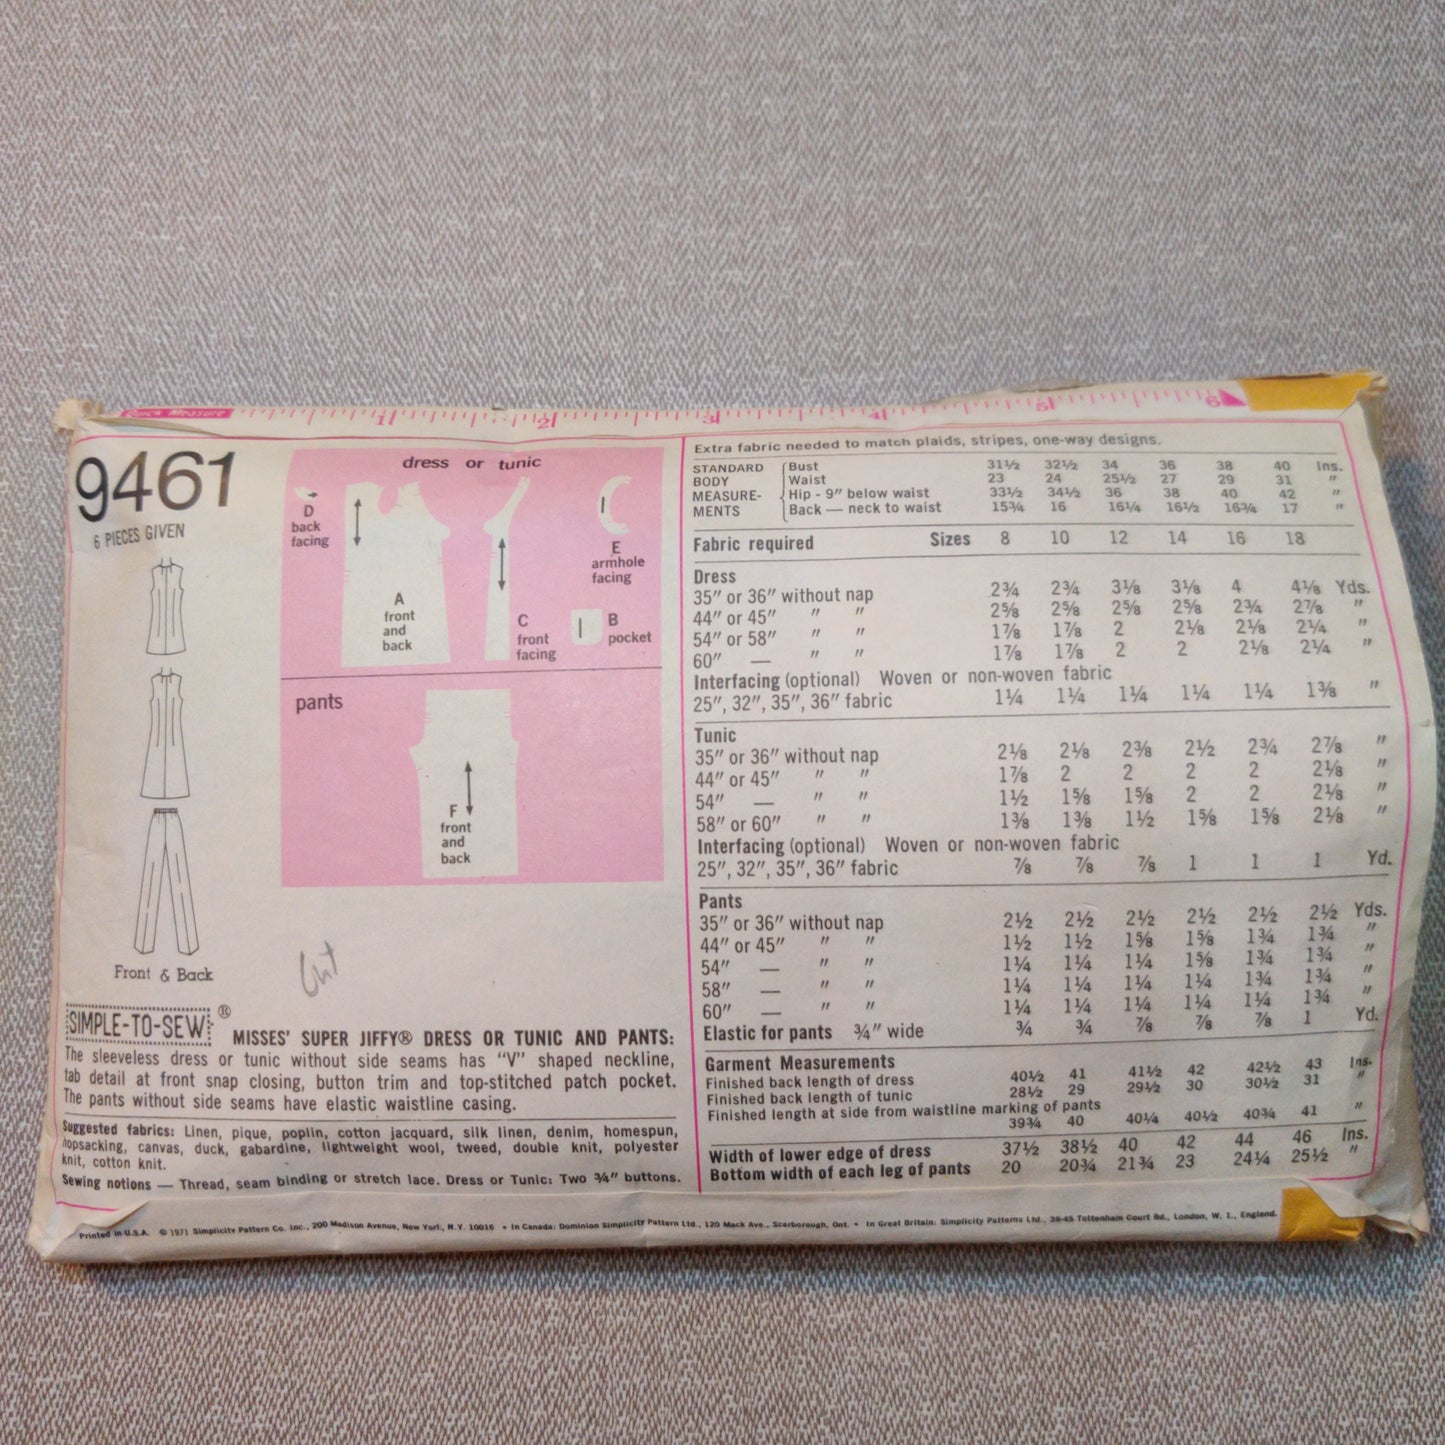 Quick Measure 1 2 3 4 5 6
9461
6 PIECES GIVEN
Front & Back
dress or tunic
D
back
facing
A
front
and
back
C
front
facing
E
armhole
facing
B
pocket
pants
F
front
and
back
Cut
SIMPLE-TO-SEW ® MISSES' SUPER JIFFY® DRESS OR TUNIC AND PANTS:
The sleeveless dress or tunic without side seams has "V" shaped neckline,
tab detail at front snap closing, button trim and top-stitched patch pocket.
The pants without side seams have elastic waistline casing.
Suggested fabrics: Linen, pique, poplin, cotton jacquard, silk linen, denim, homespun,
hopsacking, canvas, duck, gabardine, lightweight wool, tweed, double knit, polyester
knit, cotton knit.
Sewing notions — Thread, seam binding or stretch lace. Dress or Tunic: Two ¾" buttons.
Extra fabric needed to match plaids, stripes, one-way designs.
STANDARD Bust 31½ 32½ 34 36 38 40 Ins.
BODY Waist 23 24 25½ 27 29 31 "
MEASURE- Hip - 9" below waist 33½ 34½ 36 38 40 42 "
MENTS Back — neck to waist 15¾ 16 16¼ 16½ 16¾ 17 "
Fabric required Sizes 8 10 12 14 16 18
Dress
35" or 36" without nap 2¾ 2¾ 3⅛ 3⅛ 4 4⅛ Yds.
44" or 45" " " 2⅝ 2⅝ 2⅝ 2⅝ 2¾ 2⅞ "
54" or 58" " " 1⅞ 1⅞ 2 2⅛ 2⅛ 2¼ "
60" — " " 1⅞ 1⅞ 2 2 2⅛ 2¼ "
Interfacing (optional) Woven or non-woven fabric
25", 32", 35", 36" fabric 1¼ 1¼ 1¼ 1¼ 1¼ 1⅜ "
Tunic
35" or 36" without nap 2⅛ 2⅛ 2⅜ 2½ 2¾ 2⅞ "
44" or 45" " " 1⅞ 2 2 2 2 2⅛ "
54" — " " 1½ 1⅝ 1⅝ 2 2 2⅛ "
58" or 60" " " 1⅜ 1⅜ 1½ 1⅝ 1⅝ 2⅛ "
Interfacing (optional) Woven or non-woven fabric
25", 32", 35", 36" fabric ⅞ ⅞ ⅞ 1 1 1 Yd.
Pants
35" or 36" without nap 2½ 2½ 2½ 2½ 2½ 2½ Yds.
44" or 45" " " 1½ 1½ 1⅝ 1⅝ 1¾ 1¾ "
54" — " " 1¼ 1¼ 1¼ 1⅝ 1¾ 1¾ "
58" — " " 1¼ 1¼ 1¼ 1¼ 1¾ 1¾ "
60" — " " 1¼ 1¼ 1¼ 1¼ 1¼ 1¾ "
Elastic for pants ¾" wide ¾ ¾ ⅞ ⅞ ⅞ 1 Yd.
Garment Measurements
Finished back length of dress 40½ 41 41½ 42 42½ 43 Ins.
Finished back length of tunic 28½ 29 29½ 30 30½ 31 "
Finished length at side from waistline marking of pants
39¾ 40 40¼ 40½ 40¾ 41 "
Width of lower edge of dress 37½ 38½ 40 42 44 46 Ins.
Bottom width of each leg of pants 20 20¾ 21¾ 23 24¼ 25½ "
Printed in U.S.A. © 1971 Simplicity Pattern Co. Inc., 200 Madison Avenue, New York, N.Y. 10016 • In Canada: Dominion Simplicity Pattern Ltd., 120 Mack Ave., Scarborough, Ont. • In Great Britain: Simplicity Patterns Ltd., 39-45 Tottenham Court Rd., London, W. 1., England.